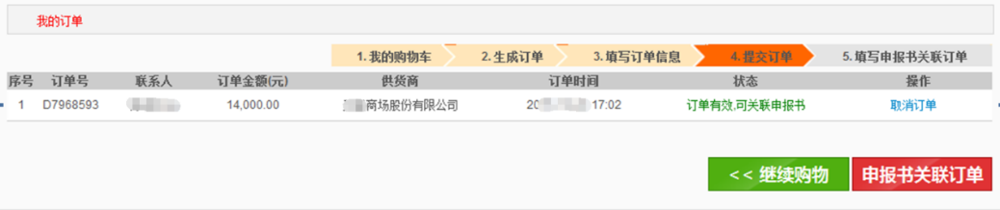 我的订单
1. 我的购物车 2. 生成订单 3. 填写订单信息 4. 提交订单 5. 填写申报书关联订单
序号 订单号 联系人 订单金额(元) 供货商 订单时间 状态 操作
1 D7968593 14,000.00 商场股份有限公司 20 17:02 订单有效,可关联申报书 取消订单
<< 继续购物 申报书关联订单